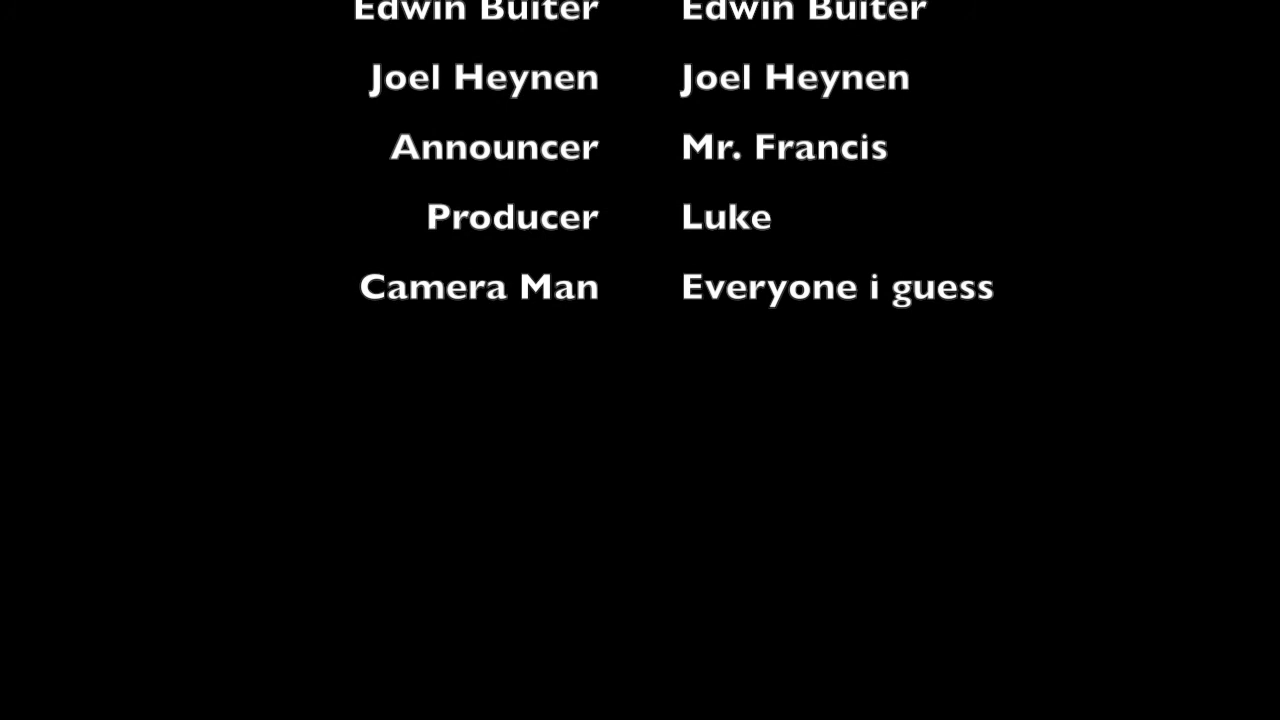 Edwin Buiter Edwin Buiter
Joel Heynen Joel Heynen
Announcer Mr. Francis
Producer Luke
Camera Man Everyone i guess